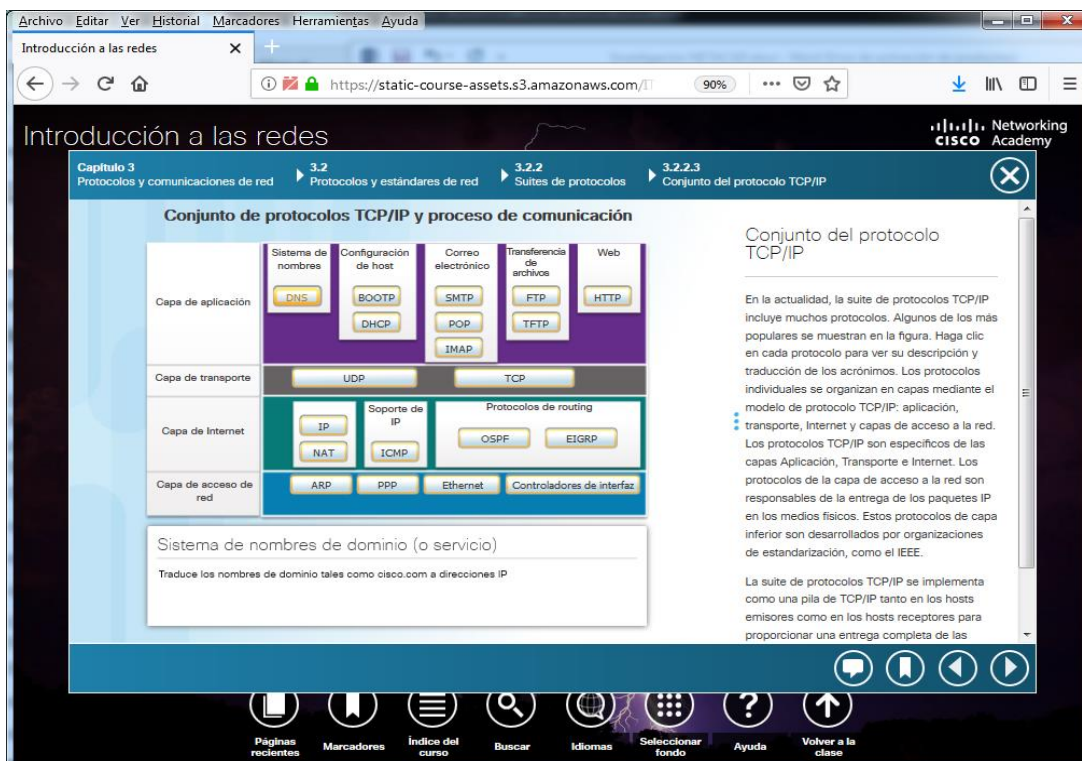 Archivo Editar Ver Historial Marcadores Herramientas Ayuda
Introducción a las redes
https://static-course-assets.s3.amazonaws.com/IT
90%
Introducción a las redes
CISCO Networking Academy
Capítulo 3
Protocolos y comunicaciones de red
3.2
Protocolos y estándares de red
3.2.2
Suites de protocolos
3.2.2.3
Conjunto del protocolo TCP/IP
Conjunto de protocolos TCP/IP y proceso de comunicación
Capa de aplicación
Sistema de
nombres
DNS
Configuración
de host
BOOTP
DHCP
Correo
electrónico
SMTP
POP
IMAP
Transferencia
de
archivos
FTP
TFTP
Web
HTTP
Capa de transporte
UDP
TCP
Capa de Internet
IP
NAT
Soporte de
IP
ICMP
Protocolos de routing
OSPF
EIGRP
Capa de acceso de
red
ARP
PPP
Ethernet
Controladores de interfaz
Sistema de nombres de dominio (o servicio)
Traduce los nombres de dominio tales como cisco.com a direcciones IP
Conjunto del protocolo
TCP/IP
En la actualidad, la suite de protocolos TCP/IP
incluye muchos protocolos. Algunos de los más
populares se muestran en la figura. Haga clic
en cada protocolo para ver su descripción y
traducción de los acrónimos. Los protocolos
individuales se organizan en capas mediante el
modelo de protocolo TCP/IP: aplicación,
transporte, Internet y capas de acceso a la red.
Los protocolos TCP/IP son específicos de las
capas Aplicación, Transporte e Internet. Los
protocolos de la capa de acceso a la red son
responsables de la entrega de los paquetes IP
en los medios físicos. Estos protocolos de capa
inferior son desarrollados por organizaciones
de estandarización, como el IEEE.
La suite de protocolos TCP/IP se implementa
como una pila de TCP/IP tanto en los hosts
emisores como en los hosts receptores para
proporcionar una entrega completa de las
Páginas
recientes
Marcadores
Índice del
curso
Buscar
Idiomas
Seleccionar
fondo
Ayuda
Volver a la
clase